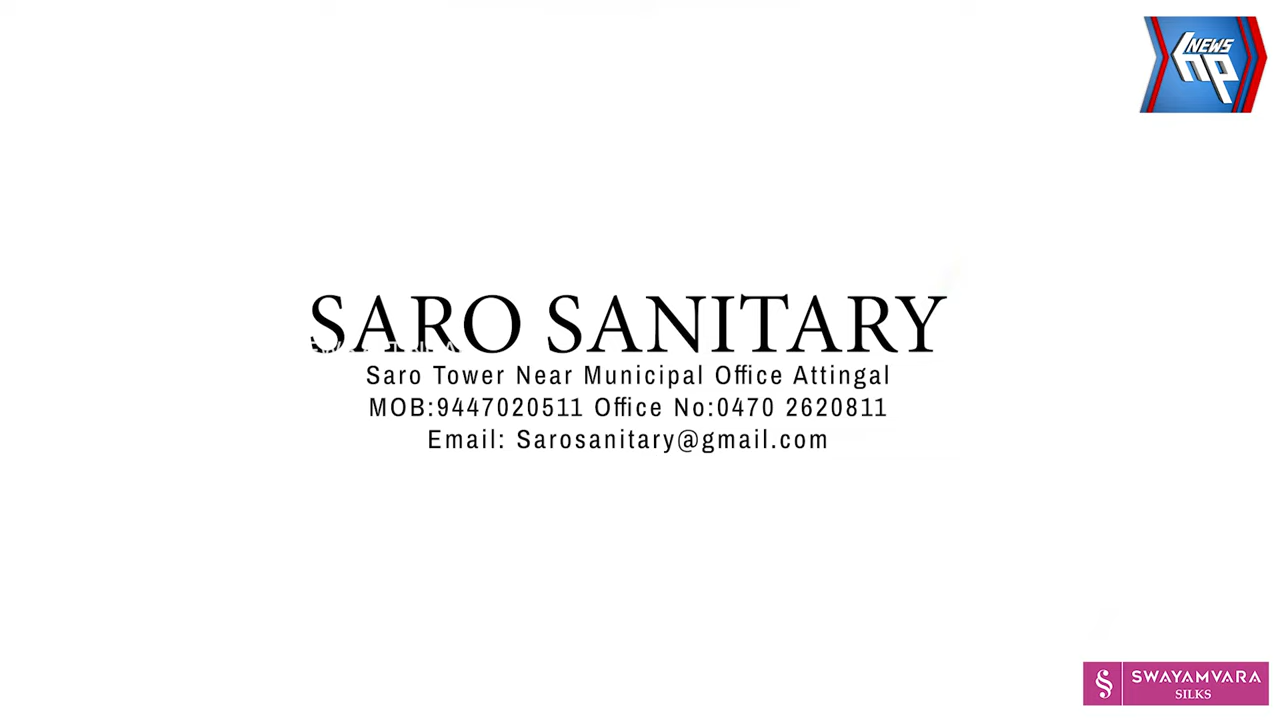 NEWS
np
SARO SANITARY
Saro Tower Near Municipal Office Attingal
MOB:9447020511 Office No:0470 2620811
Email: Sarosanitary@gmail.com
SWAYAMVARA
SILKS